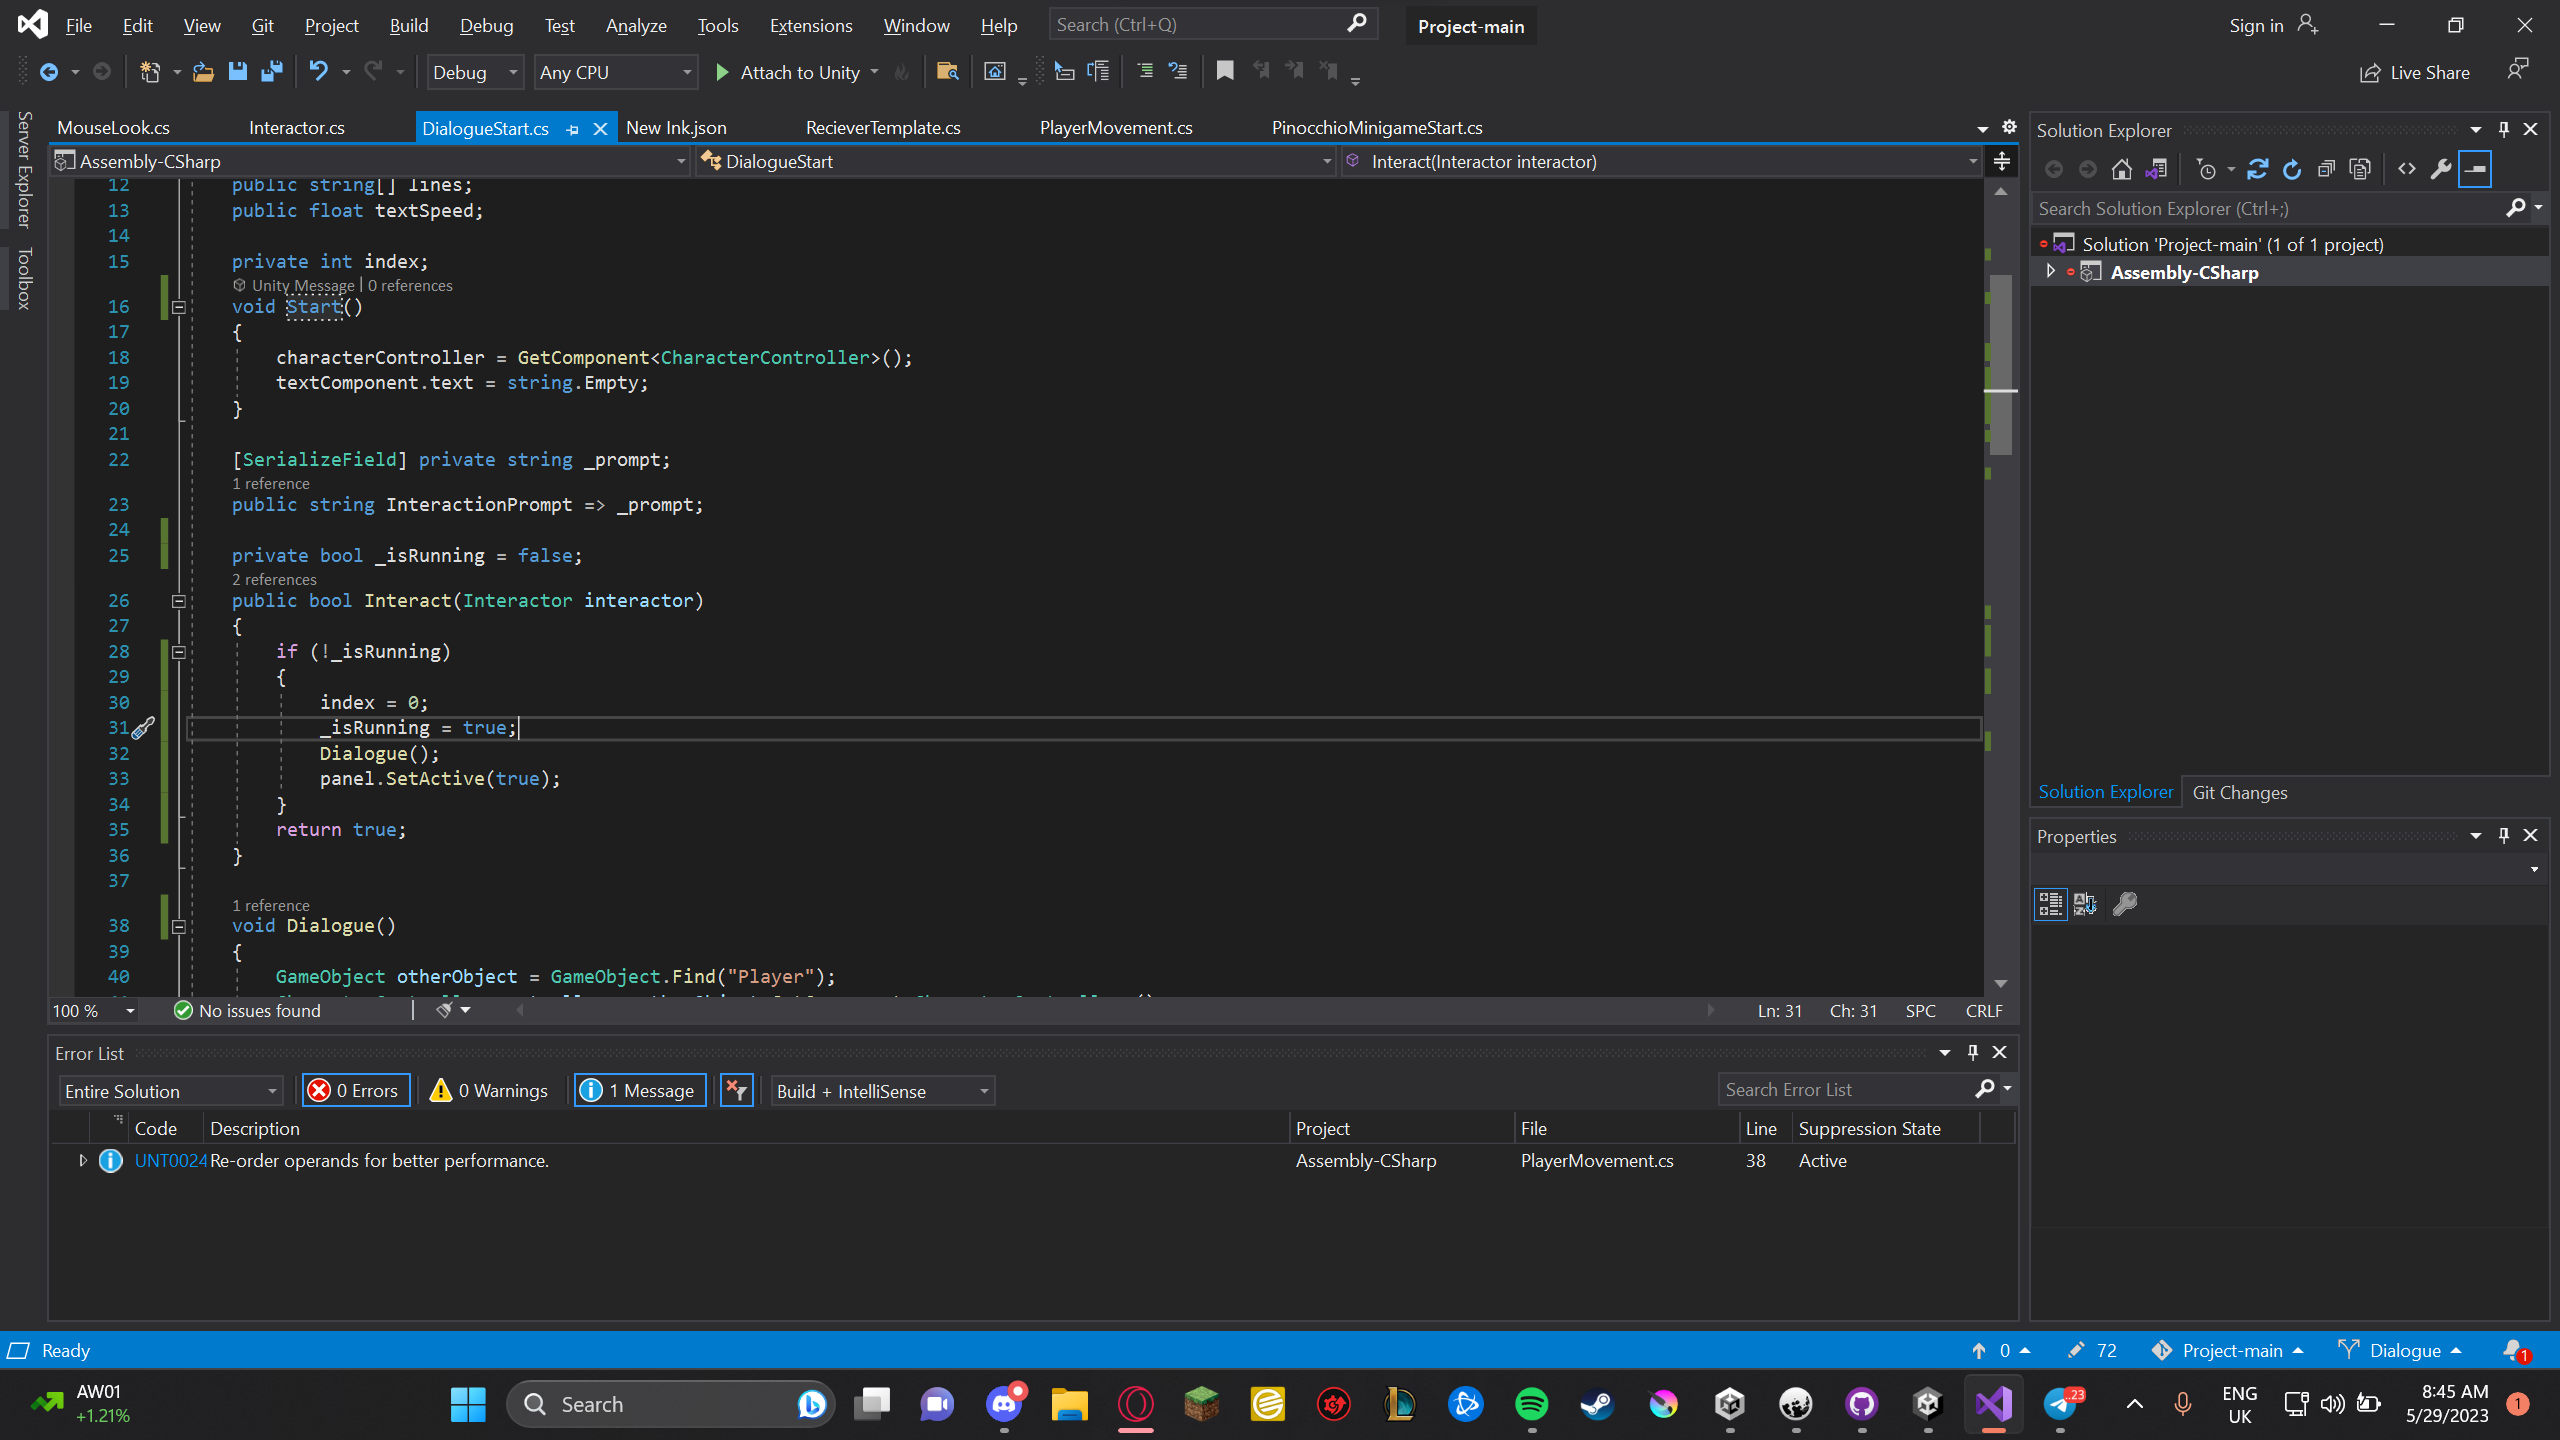 File Edit View Git Project Build Debug Test Analyze Tools Extensions Window Help Search (Ctrl+Q) Project-main Sign in
Debug Any CPU Attach to Unity Live Share
Server Explorer
Toolbox
MouseLook.cs Interactor.cs DialogueStart.cs New Ink.json RecieverTemplate.cs PlayerMovement.cs PinocchioMinigameStart.cs
Assembly-CSharp DialogueStart Interact(Interactor interactor)
12 public string[] lines;
13 public float textSpeed;
14
15 private int index;
Unity Message | 0 references
16 void Start()
17 {
18 characterController = GetComponent<CharacterController>();
19 textComponent.text = string.Empty;
20 }
21
22 [SerializeField] private string _prompt;
1 reference
23 public string InteractionPrompt => _prompt;
24
25 private bool _isRunning = false;
2 references
26 public bool Interact(Interactor interactor)
27 {
28 if (!_isRunning)
29 {
30 index = 0;
31 _isRunning = true;
32 Dialogue();
33 panel.SetActive(true);
34 }
35 return true;
36 }
37
1 reference
38 void Dialogue()
39 {
40 GameObject otherObject = GameObject.Find("Player");
100 % No issues found Ln: 31 Ch: 31 SPC CRLF
Error List
Entire Solution 0 Errors 0 Warnings 1 Message Build + IntelliSense Search Error List
Code Description Project File Line Suppression State
UNT0024 Re-order operands for better performance. Assembly-CSharp PlayerMovement.cs 38 Active
Solution Explorer
Search Solution Explorer (Ctrl+;)
Solution 'Project-main' (1 of 1 project)
Assembly-CSharp
Solution Explorer Git Changes
Properties
Ready 0 72 Project-main Dialogue 1
AW01
+1.21%
Search
23
ENG
UK
8:45 AM
5/29/2023
1